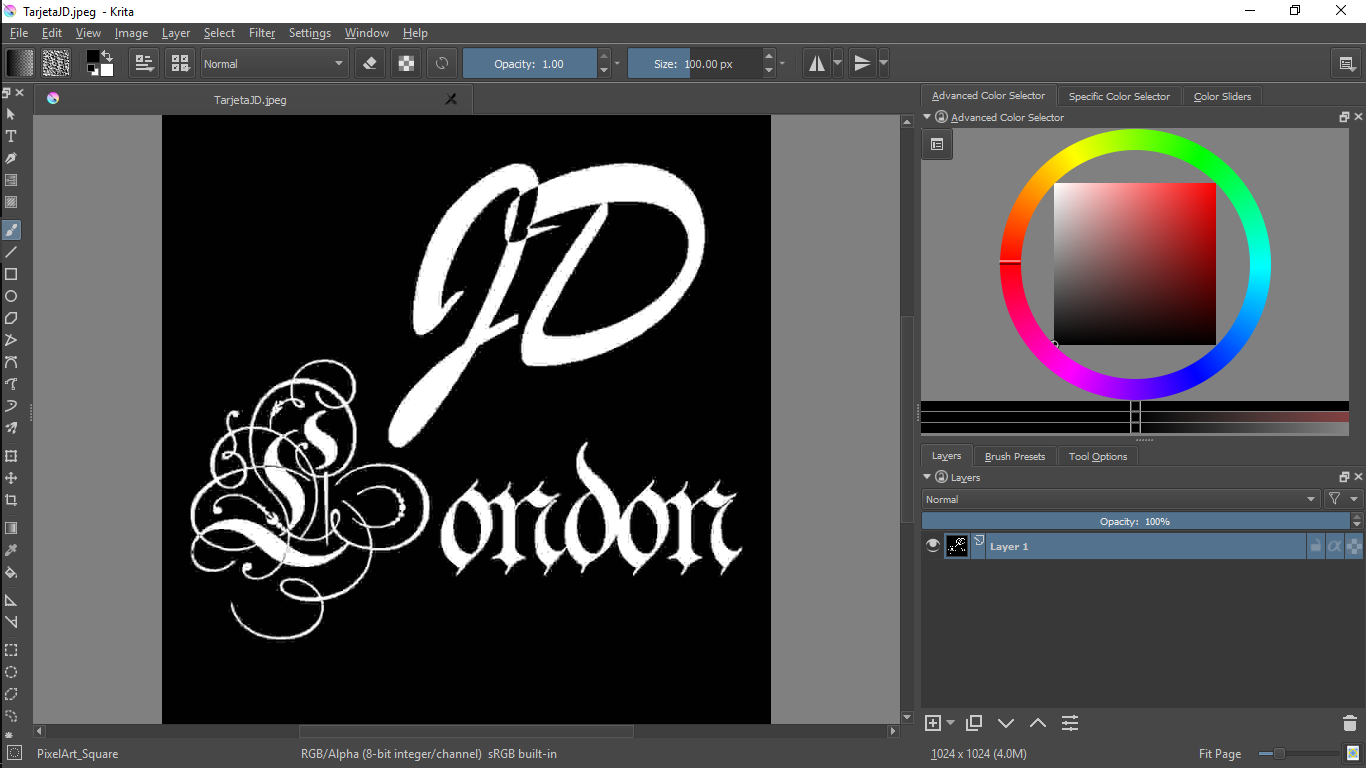 TarjetaJD.jpeg - Krita
File Edit View Image Layer Select Filter Settings Window Help
Normal Opacity: 1.00 Size: 100.00 px
TarjetaJD.jpeg
JD
London
Advanced Color Selector Specific Color Selector Color Sliders
Advanced Color Selector
Layers Brush Presets Tool Options
Layers
Normal
Opacity: 100%
Layer 1
PixelArt_Square RGB/Alpha (8-bit integer/channel) sRGB built-in 1024 x 1024 (4.0M) Fit Page